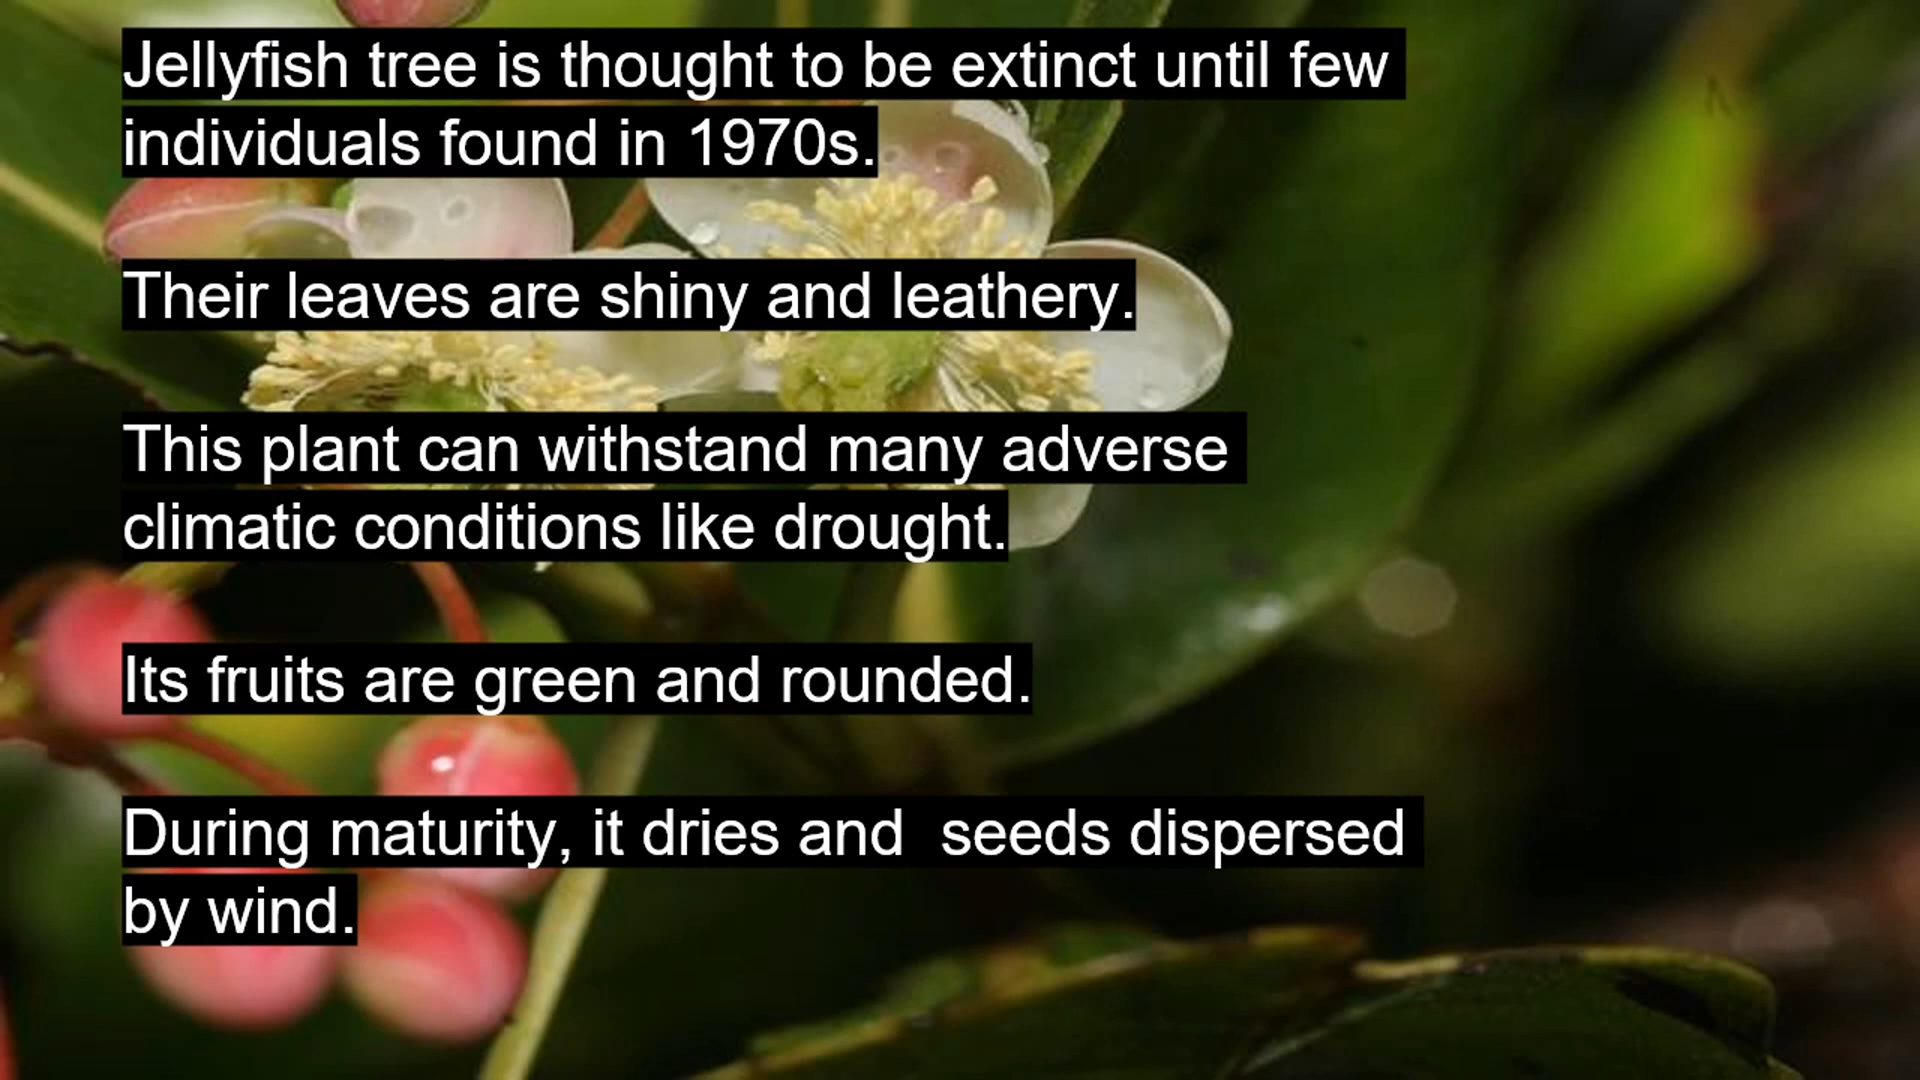 Jellyfish tree is thought to be extinct until few
individuals found in 1970s.
Their leaves are shiny and leathery.
This plant can withstand many adverse
climatic conditions like drought.
Its fruits are green and rounded.
During maturity, it dries and  seeds dispersed
by wind.